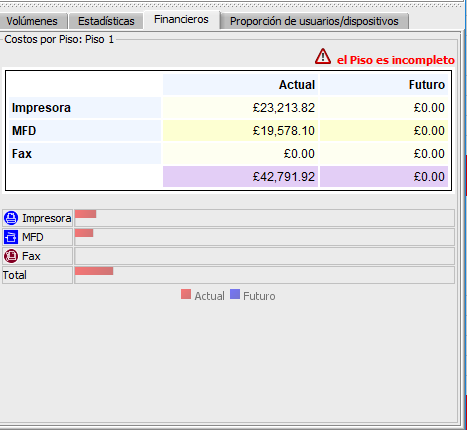 Volúmenes Estadísticas Financieros Proporción de usuarios/dispositivos
Costos por Piso: Piso 1
el Piso es incompleto
Actual Futuro
Impresora £23,213.82 £0.00
MFD £19,578.10 £0.00
Fax £0.00 £0.00
£42,791.92 £0.00
Impresora
MFD
Fax
Total
Actual Futuro